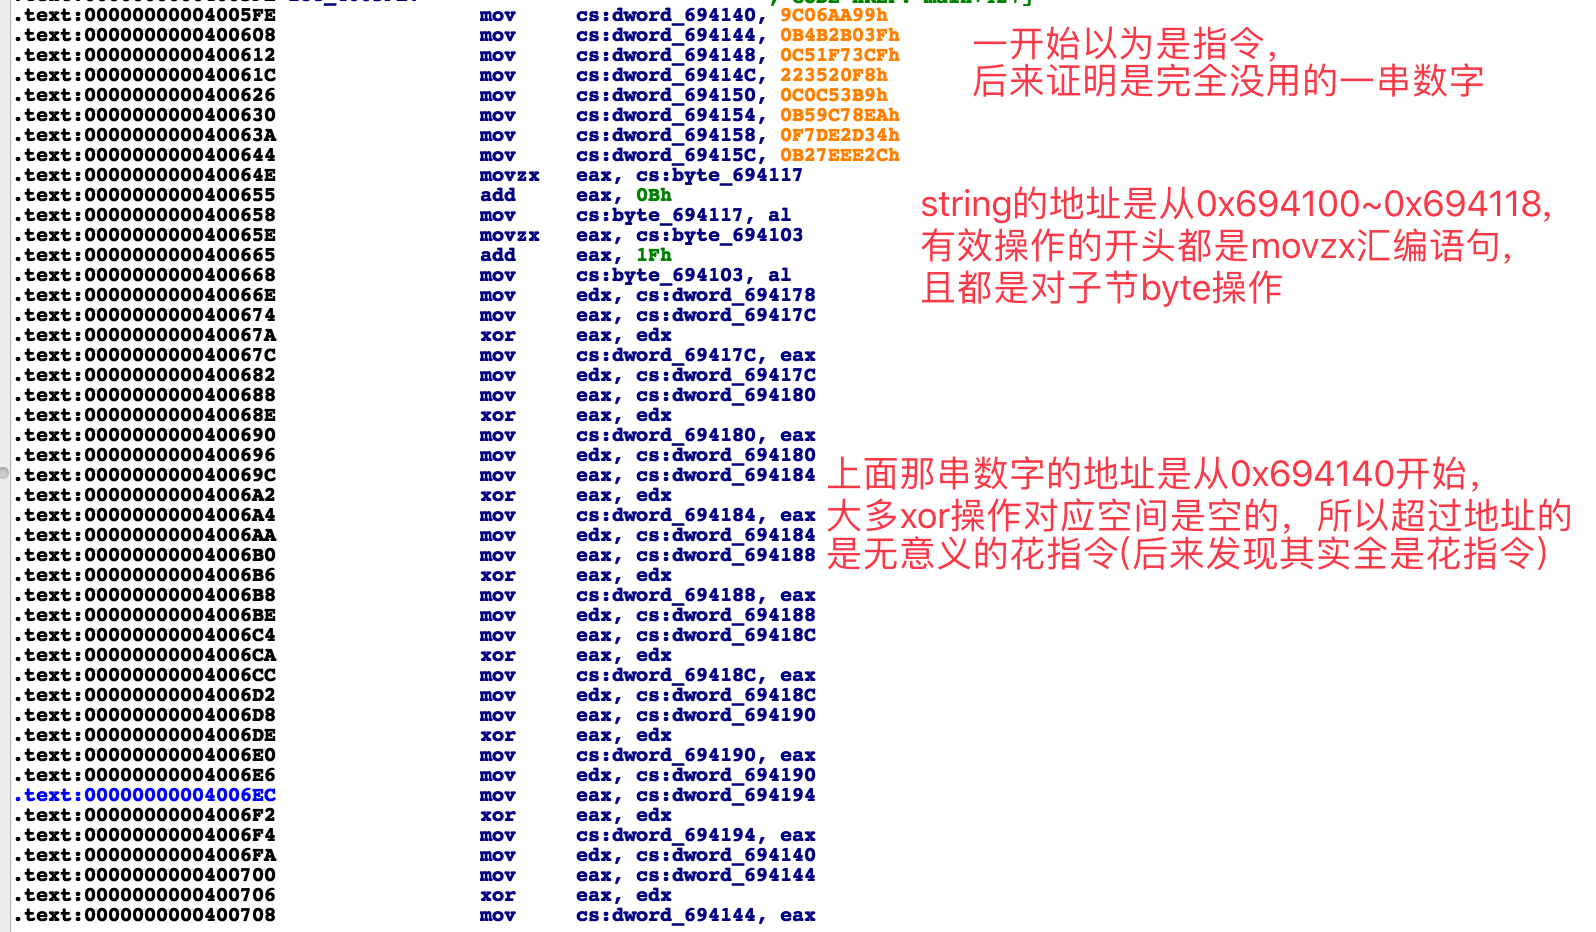 .text:00000000004005FE mov cs:dword_694140, 9C06AA99h
.text:0000000000400608 mov cs:dword_694144, 0B4B2B03Fh
.text:0000000000400612 mov cs:dword_694148, 0C51F73CFh
.text:000000000040061C mov cs:dword_69414C, 223520F8h
.text:0000000000400626 mov cs:dword_694150, 0C0C53B9h
.text:0000000000400630 mov cs:dword_694154, 0B59C78EAh
.text:000000000040063A mov cs:dword_694158, 0F7DE2D34h
.text:0000000000400644 mov cs:dword_69415C, 0B27EEE2Ch
一开始以为是指令，
后来证明是完全没用的一串数字
.text:000000000040064E movzx eax, cs:byte_694117
.text:0000000000400655 add eax, 0Bh
.text:0000000000400658 mov cs:byte_694117, al
.text:000000000040065E movzx eax, cs:byte_694103
.text:0000000000400665 add eax, 1Fh
.text:0000000000400668 mov cs:byte_694103, al
string的地址是从0x694100~0x694118，
有效操作的开头都是movzx汇编语句，
且都是对子节byte操作
.text:000000000040066E mov edx, cs:dword_694178
.text:0000000000400674 mov eax, cs:dword_69417C
.text:000000000040067A xor eax, edx
.text:000000000040067C mov cs:dword_69417C, eax
.text:0000000000400682 mov edx, cs:dword_69417C
.text:0000000000400688 mov eax, cs:dword_694180
.text:000000000040068E xor eax, edx
.text:0000000000400690 mov cs:dword_694180, eax
.text:0000000000400696 mov edx, cs:dword_694180
.text:000000000040069C mov eax, cs:dword_694184
.text:00000000004006A2 xor eax, edx
.text:00000000004006A4 mov cs:dword_694184, eax
.text:00000000004006AA mov edx, cs:dword_694184
.text:00000000004006B0 mov eax, cs:dword_694188
上面那串数字的地址是从0x694140开始，
大多xor操作对应空间是空的，所以超过地址的
是无意义的花指令(后来发现其实全是花指令)
.text:00000000004006B6 xor eax, edx
.text:00000000004006B8 mov cs:dword_694188, eax
.text:00000000004006BE mov edx, cs:dword_694188
.text:00000000004006C4 mov eax, cs:dword_69418C
.text:00000000004006CA xor eax, edx
.text:00000000004006CC mov cs:dword_69418C, eax
.text:00000000004006D2 mov edx, cs:dword_69418C
.text:00000000004006D8 mov eax, cs:dword_694190
.text:00000000004006DE xor eax, edx
.text:00000000004006E0 mov cs:dword_694190, eax
.text:00000000004006E6 mov edx, cs:dword_694190
.text:00000000004006EC mov eax, cs:dword_694194
.text:00000000004006F2 xor eax, edx
.text:00000000004006F4 mov cs:dword_694194, eax
.text:00000000004006FA mov edx, cs:dword_694140
.text:0000000000400700 mov eax, cs:dword_694144
.text:0000000000400706 xor eax, edx
.text:0000000000400708 mov cs:dword_694144, eax